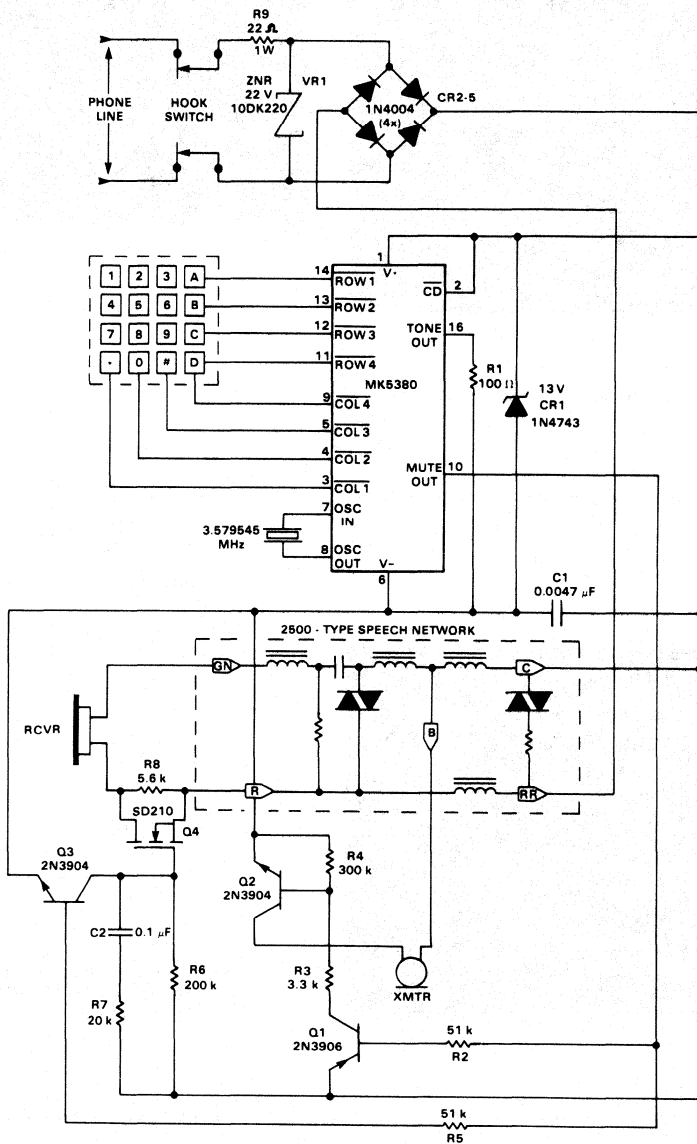 R9
22 Ω
1W
ZNR
22 V
10DK220
VR1
1N4004
(4x)
CR2-5
PHONE
LINE
HOOK
SWITCH
1 2 3 A
4 5 6 B
7 8 9 C
· 0 # D
1
V·
14
ROW1
13
ROW2
12
ROW3
11
ROW4
9
COL4
5
COL3
4
COL2
3
COL1
7
OSC
IN
8
OSC
OUT
V–
6
MK5380
CD
2
TONE
OUT
16
MUTE
OUT
10
R1
100 Ω
13V
CR1
1N4743
3.579545
MHz
C1
0.0047 μF
2500 - TYPE SPEECH NETWORK
GN
C
B
R
RR
RCVR
R8
5.6 k
SD210
Q4
Q3
2N3904
Q2
2N3904
R4
300 k
C2
0.1 μF
R6
200 k
R7
20 k
R3
3.3 k
XMTR
Q1
2N3906
51 k
R2
51 k
R5